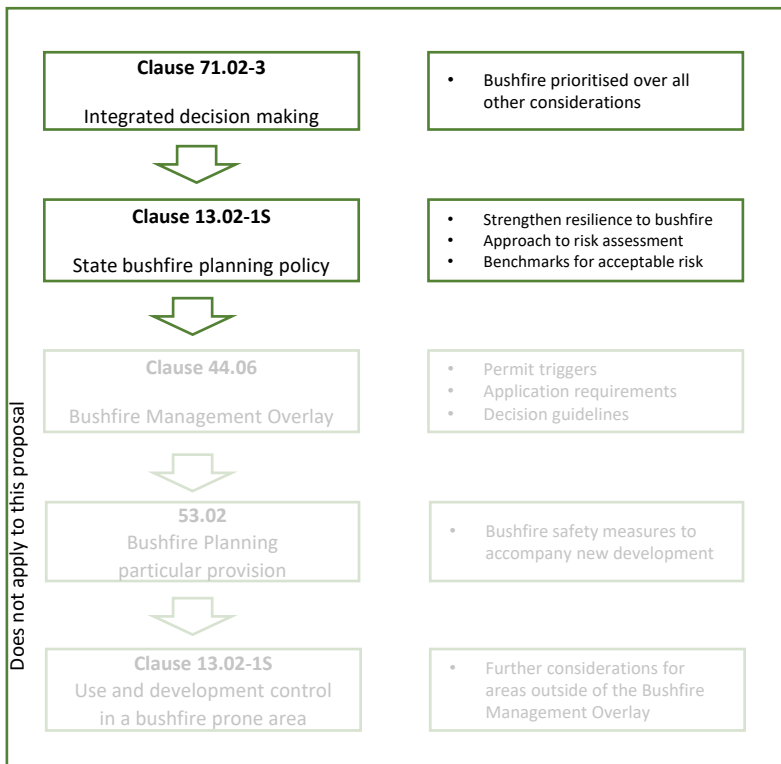 Clause 71.02-3
Integrated decision making
• Bushfire prioritised over all
other considerations
Clause 13.02-1S
State bushfire planning policy
• Strengthen resilience to bushfire
• Approach to risk assessment
• Benchmarks for acceptable risk
Does not apply to this proposal
Clause 44.06
Bushfire Management Overlay
• Permit triggers
• Application requirements
• Decision guidelines
53.02
Bushfire Planning
particular provision
• Bushfire safety measures to
accompany new development
Clause 13.02-1S
Use and development control
in a bushfire prone area
• Further considerations for
areas outside of the Bushfire
Management Overlay